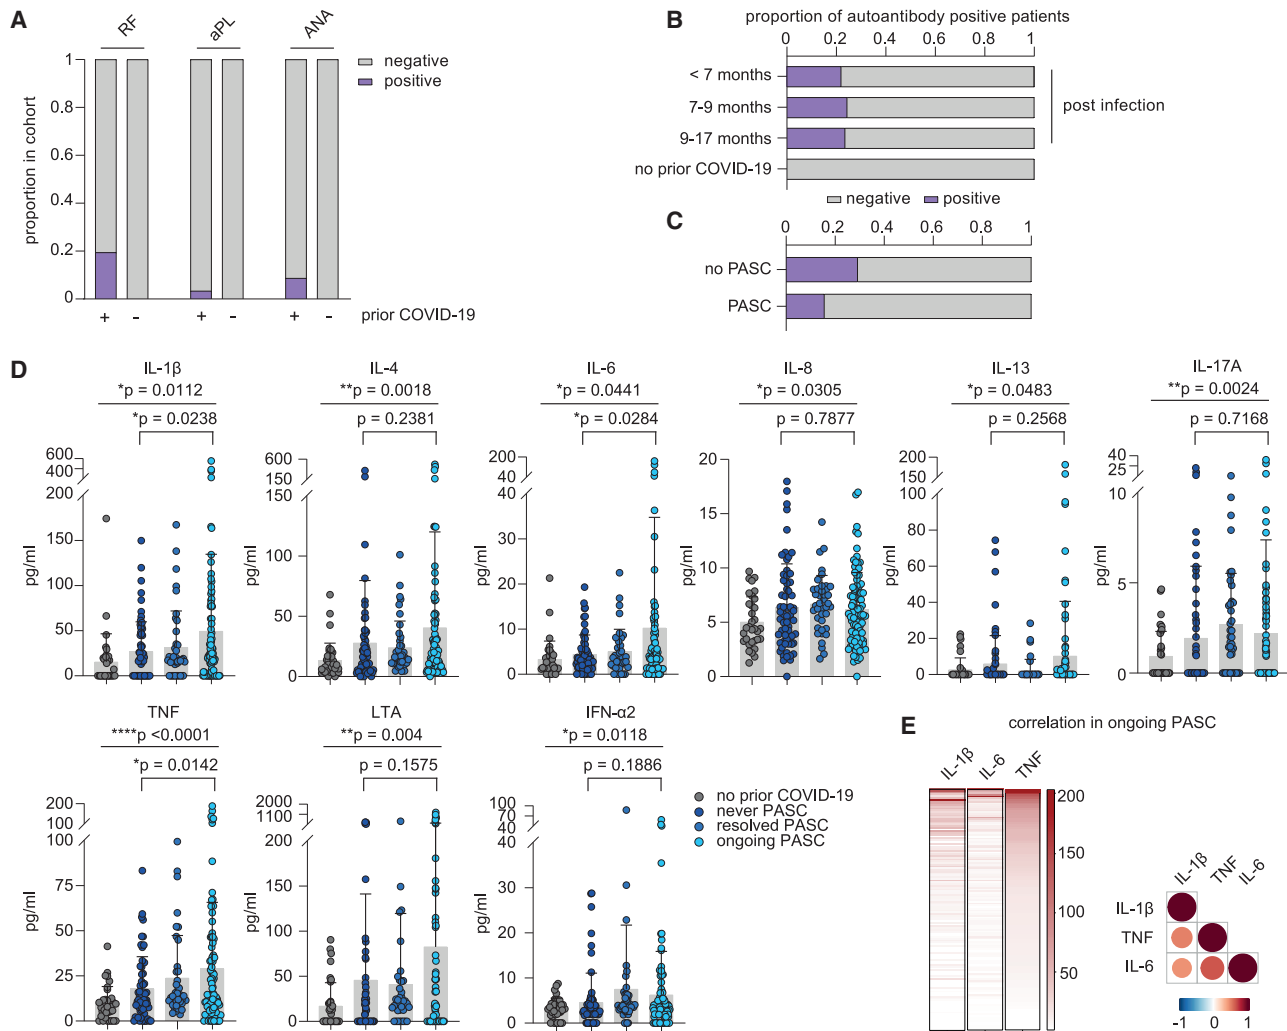 A
RF aPL ANA
negative
positive
proportion in cohort
1
0.8
0.6
0.4
0.2
0
+ - + - + - prior COVID-19
B
proportion of autoantibody positive patients
0 0.2 0.4 0.6 0.8 1
< 7 months
7-9 months
9-17 months
no prior COVID-19
post infection
negative positive
C
0 0.2 0.4 0.6 0.8 1
no PASC
PASC
D
IL-1β
*p = 0.0112
*p = 0.0238
pg/ml
600
400
200
150
100
50
0
IL-4
**p = 0.0018
p = 0.2381
pg/ml
600
150
150
100
50
0
IL-6
*p = 0.0441
*p = 0.0284
pg/ml
200
40
40
30
20
10
0
IL-8
*p = 0.0305
p = 0.7877
pg/ml
20
15
10
5
0
IL-13
*p = 0.0483
p = 0.2568
pg/ml
200
150
100
80
60
40
20
0
IL-17A
**p = 0.0024
p = 0.7168
pg/ml
40
25
10
5
0
TNF
****p <0.0001
*p = 0.0142
pg/ml
200
100
100
75
50
25
0
LTA
**p = 0.004
p = 0.1575
pg/ml
2000
1100
200
150
100
50
0
IFN-α2
*p = 0.0118
p = 0.1886
pg/ml
100
70
40
40
30
20
10
0
no prior COVID-19
never PASC
resolved PASC
ongoing PASC
E
correlation in ongoing PASC
IL-1β IL-6 TNF
200
150
100
50
IL-1β TNF IL-6
IL-1β
TNF
IL-6
-1 0 1